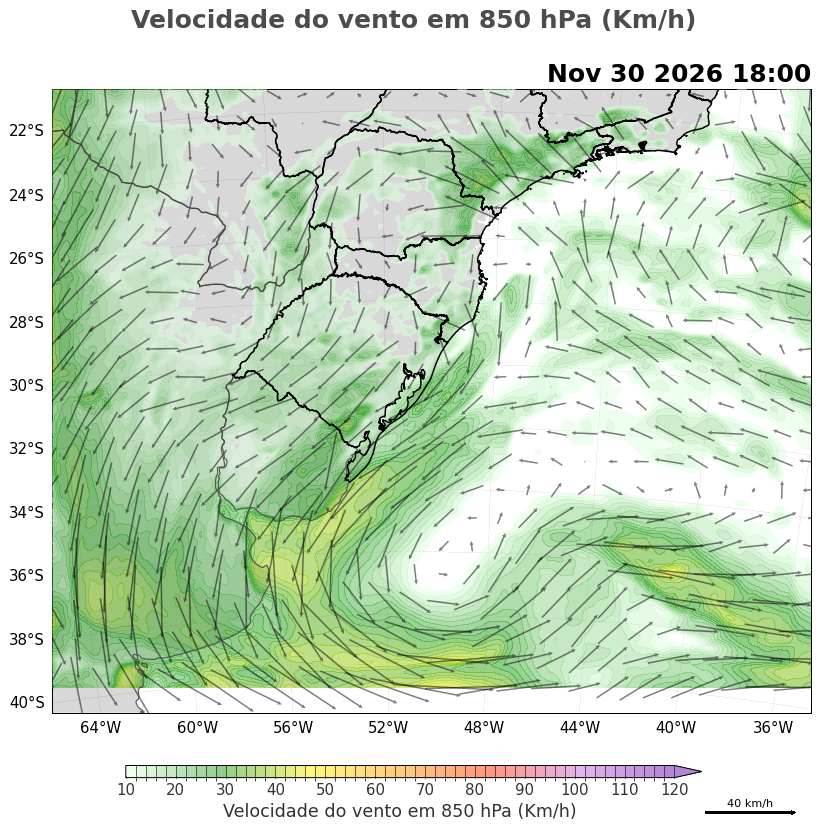 Velocidade do vento em 850 hPa (Km/h)
Nov 30 2026 18:00
22°S
24°S
26°S
28°S
30°S
32°S
34°S
36°S
38°S
40°S
64°W 60°W 56°W 52°W 48°W 44°W 40°W 36°W
10 20 30 40 50 60 70 80 90 100 110 120
Velocidade do vento em 850 hPa (Km/h)
40 km/h